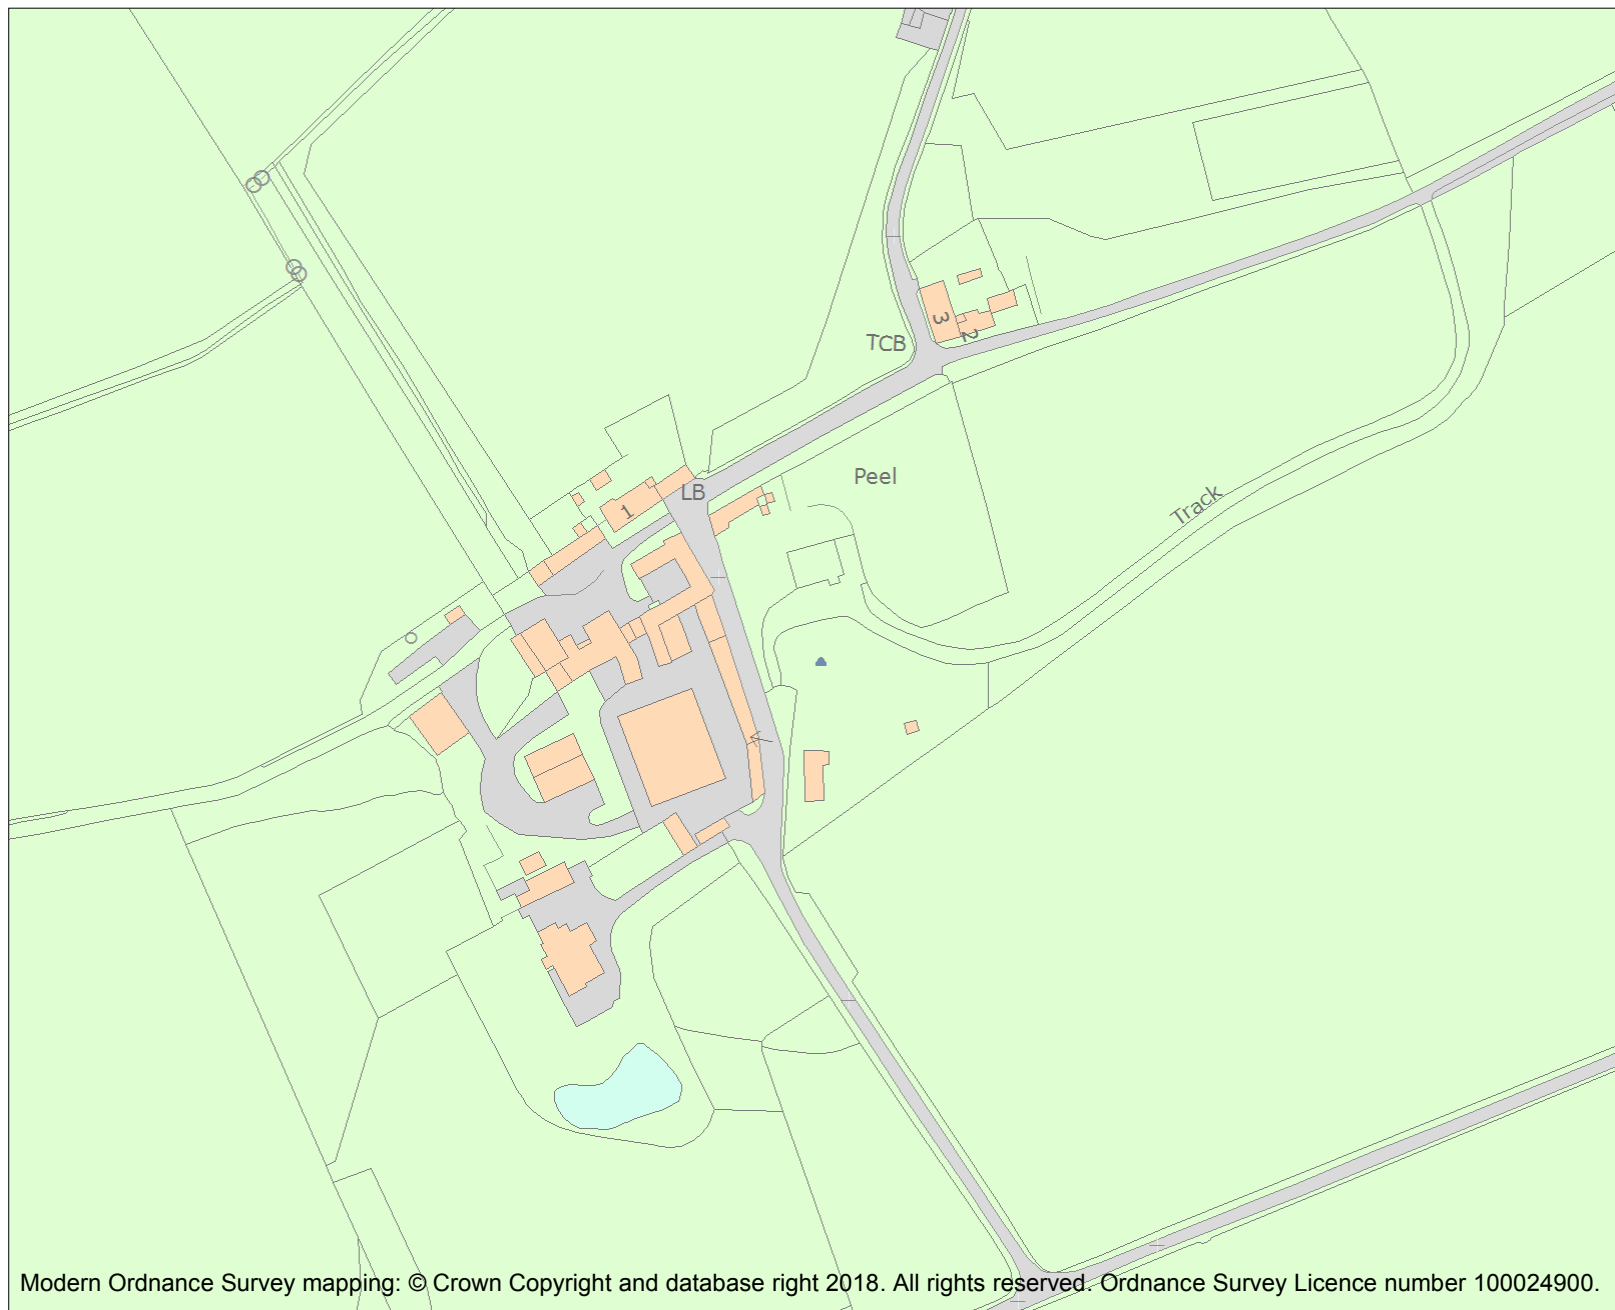 3
2
TCB
Peel
LB
1
Track
Modern Ordnance Survey mapping: © Crown Copyright and database right 2018. All rights reserved. Ordnance Survey Licence number 100024900.